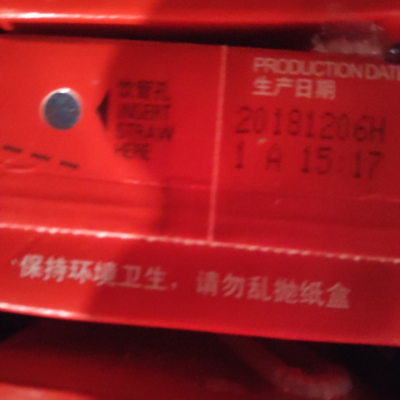 饮管孔
INSERT
STRAW
HERE
PRODUCTION DATE
生产日期
20181206H
1 A 15:17
保持环境卫生,请勿乱抛纸盒